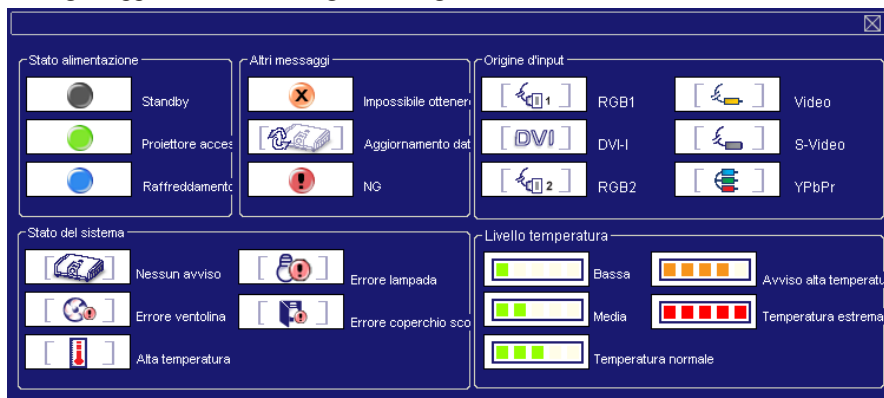 Stato alimentazione
Standby
Proiettore acces
Raffreddamento
Altri messaggi
Impossibile ottener
Aggiornamento dat
NG
Origine d'input
1 RGB1
DVI DVI-I
2 RGB2
Video
S-Video
YPbPr
Stato del sistema
Nessun avviso
Errore ventolina
Alta temperatura
Errore lampada
Errore coperchio sco
Livello temperatura
Bassa
Media
Temperatura normale
Avviso alta temperatu
Temperatura estrema